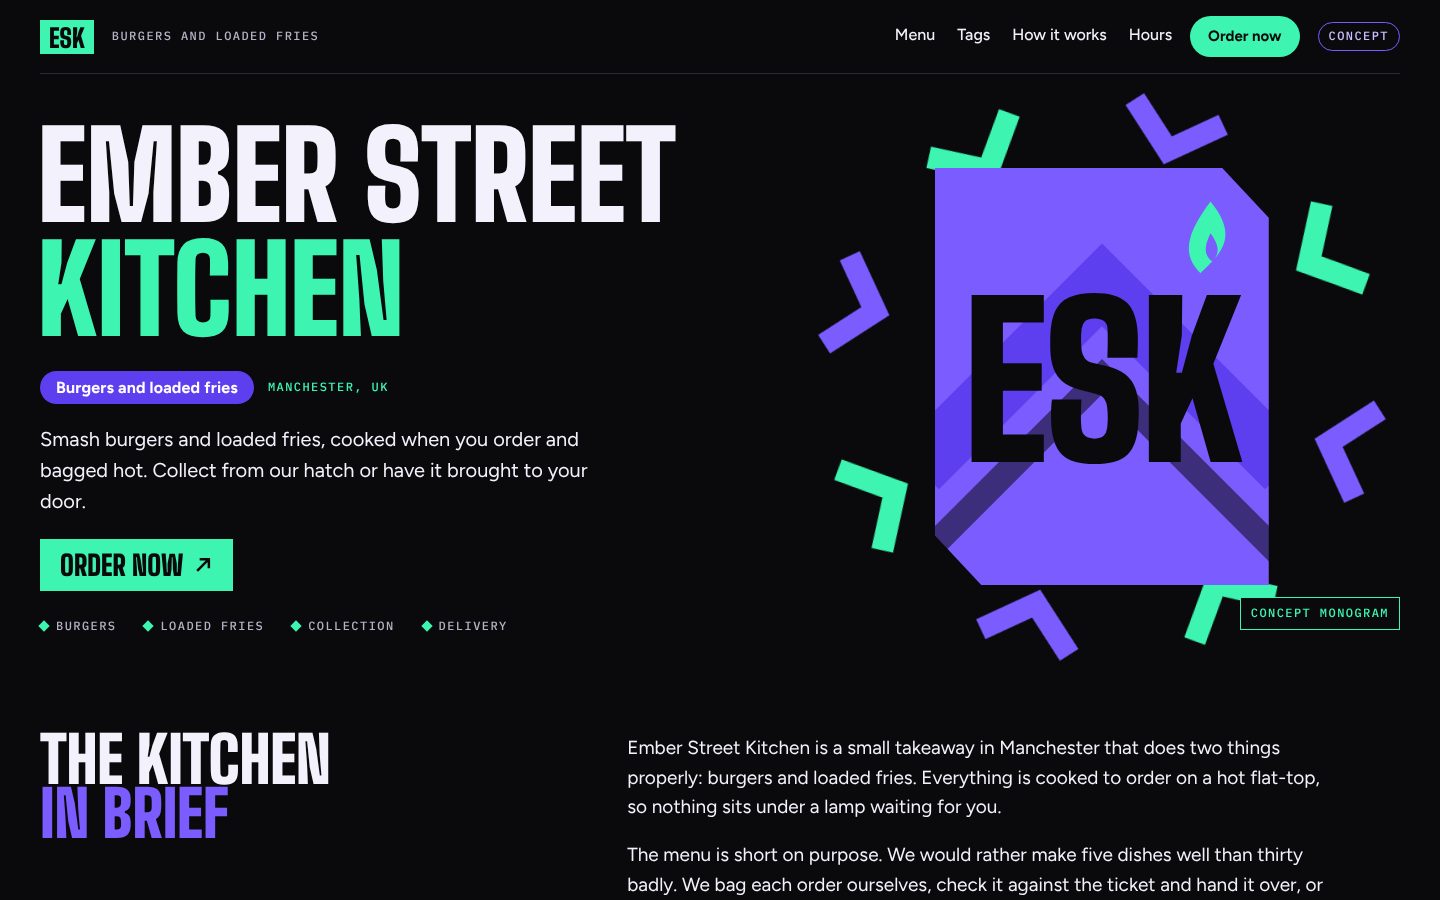 ESK
BURGERS AND LOADED FRIES
Menu
Tags
How it works
Hours
Order now
CONCEPT
EMBER STREET
KITCHEN
Burgers and loaded fries
MANCHESTER, UK
Smash burgers and loaded fries, cooked when you order and
bagged hot. Collect from our hatch or have it brought to your
door.
ORDER NOW
BURGERS
LOADED FRIES
COLLECTION
DELIVERY
ESK
CONCEPT MONOGRAM
THE KITCHEN
IN BRIEF
Ember Street Kitchen is a small takeaway in Manchester that does two things
properly: burgers and loaded fries. Everything is cooked to order on a hot flat-top,
so nothing sits under a lamp waiting for you.
The menu is short on purpose. We would rather make five dishes well than thirty
badly. We bag each order ourselves, check it against the ticket and hand it over, or